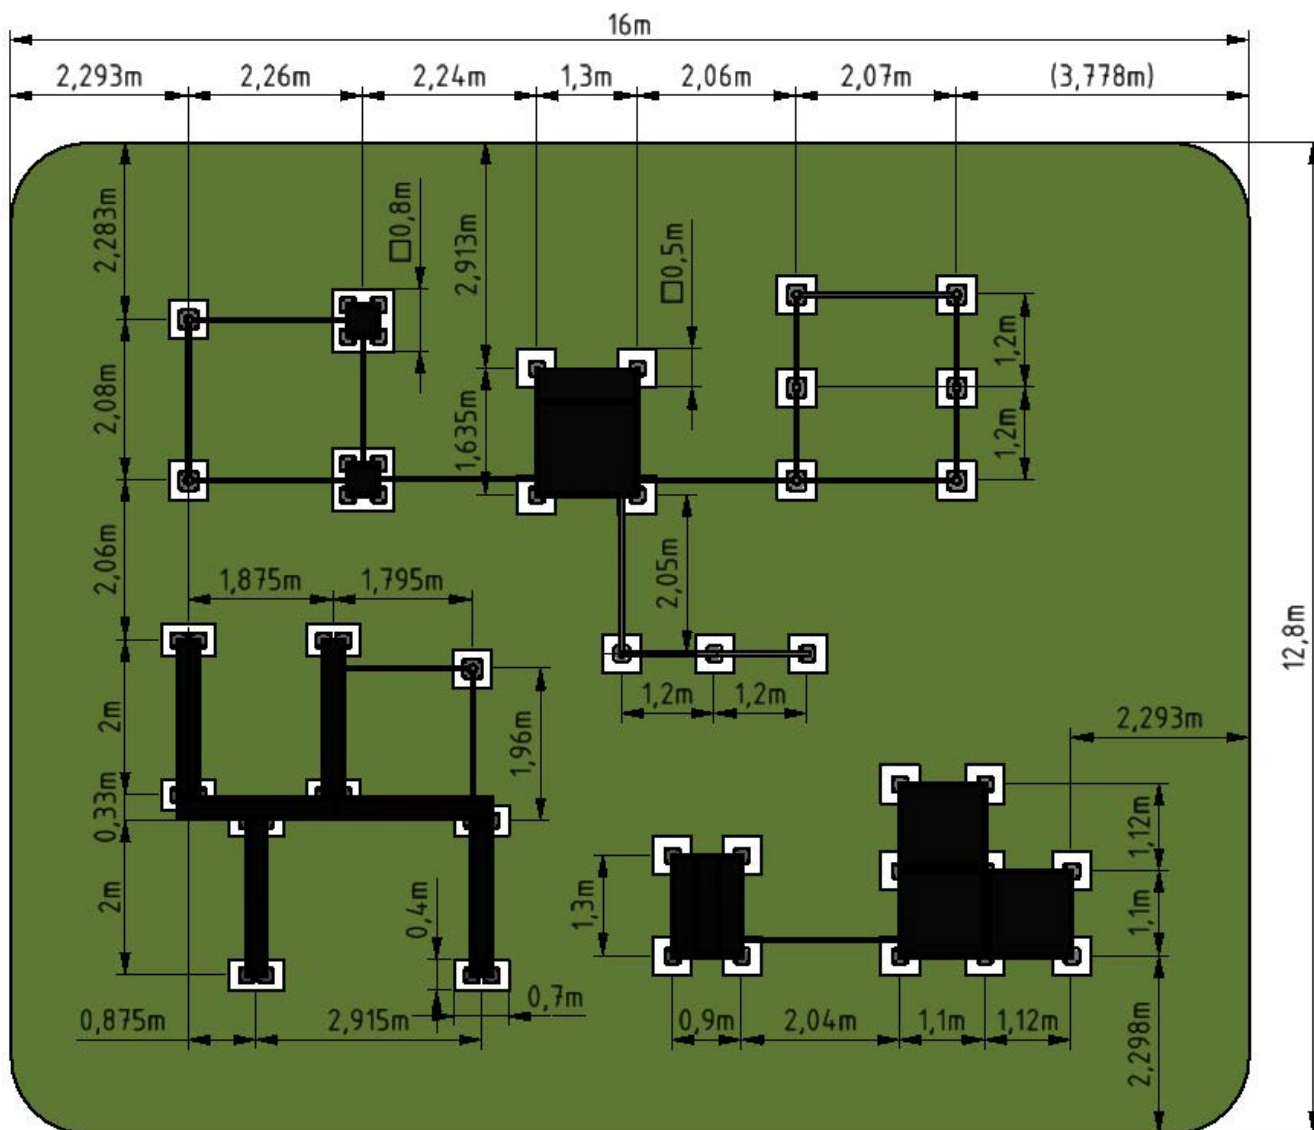 16m
2,293m
2,26m
2,24m
1,3m
2,06m
2,07m
(3,778m)
2,283m
□0,8m
2,913m
□0,5m
1,2m
2,08m
1,635m
1,2m
2,06m
1,875m
1,795m
2,05m
12,8m
2m
1,96m
1,2m
1,2m
2,293m
0,33m
1,12m
2m
0,4m
1,3m
1,1m
0,7m
0,875m
2,915m
0,9m
2,04m
1,1m
1,12m
2,298m